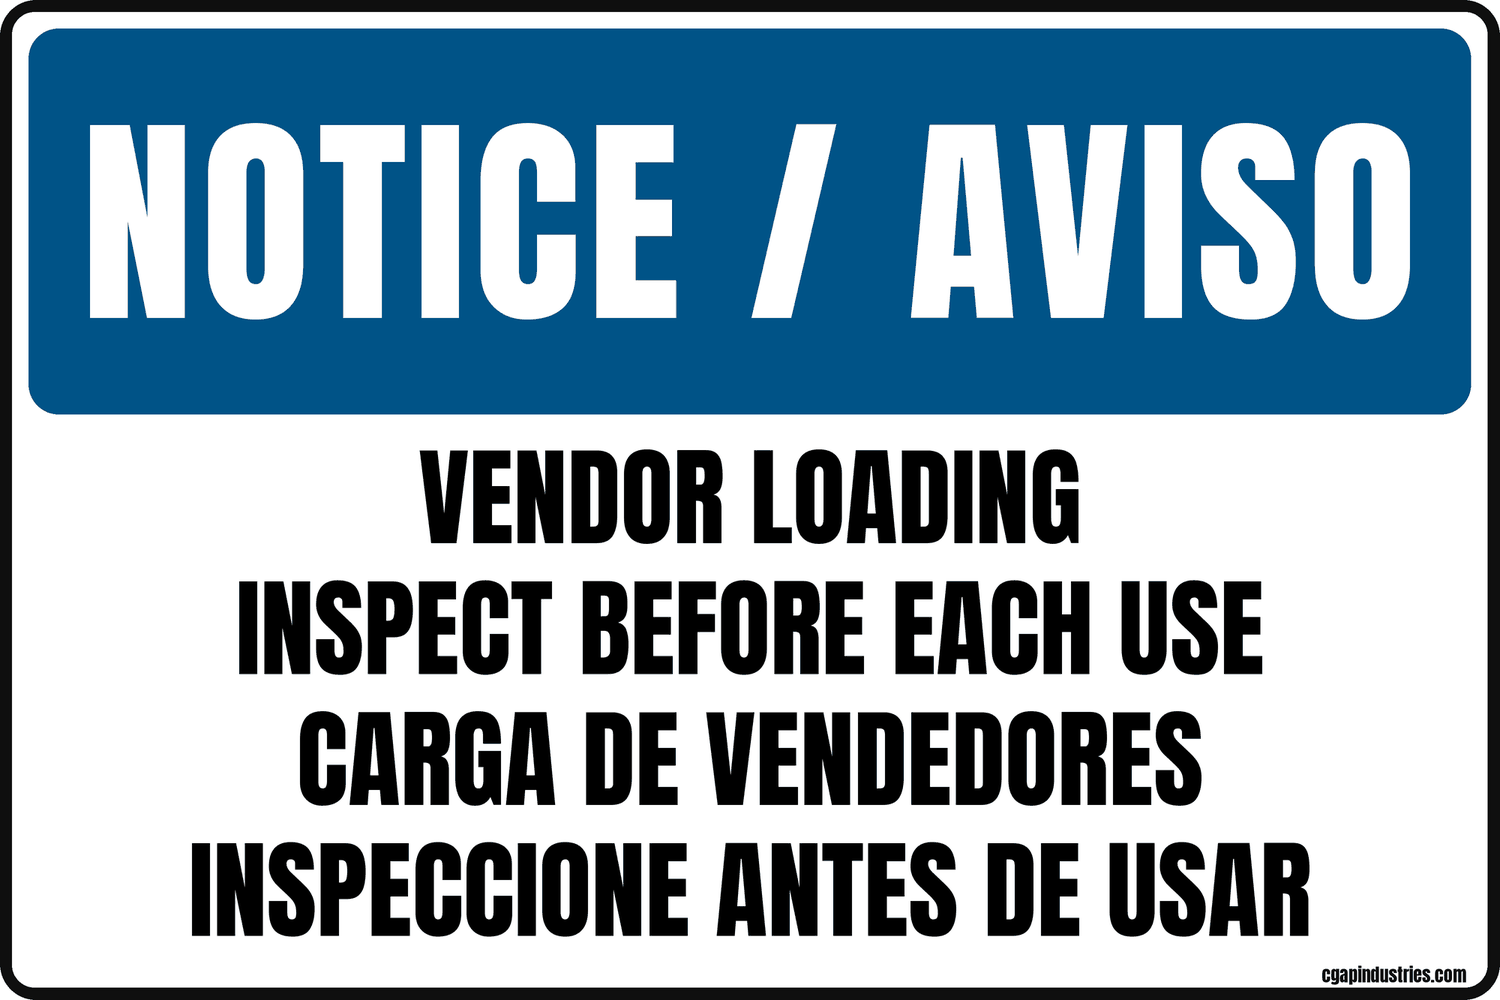 NOTICE / AVISO
VENDOR LOADING
INSPECT BEFORE EACH USE
CARGA DE VENDEDORES
INSPECCIONE ANTES DE USAR
cgapindustries.com